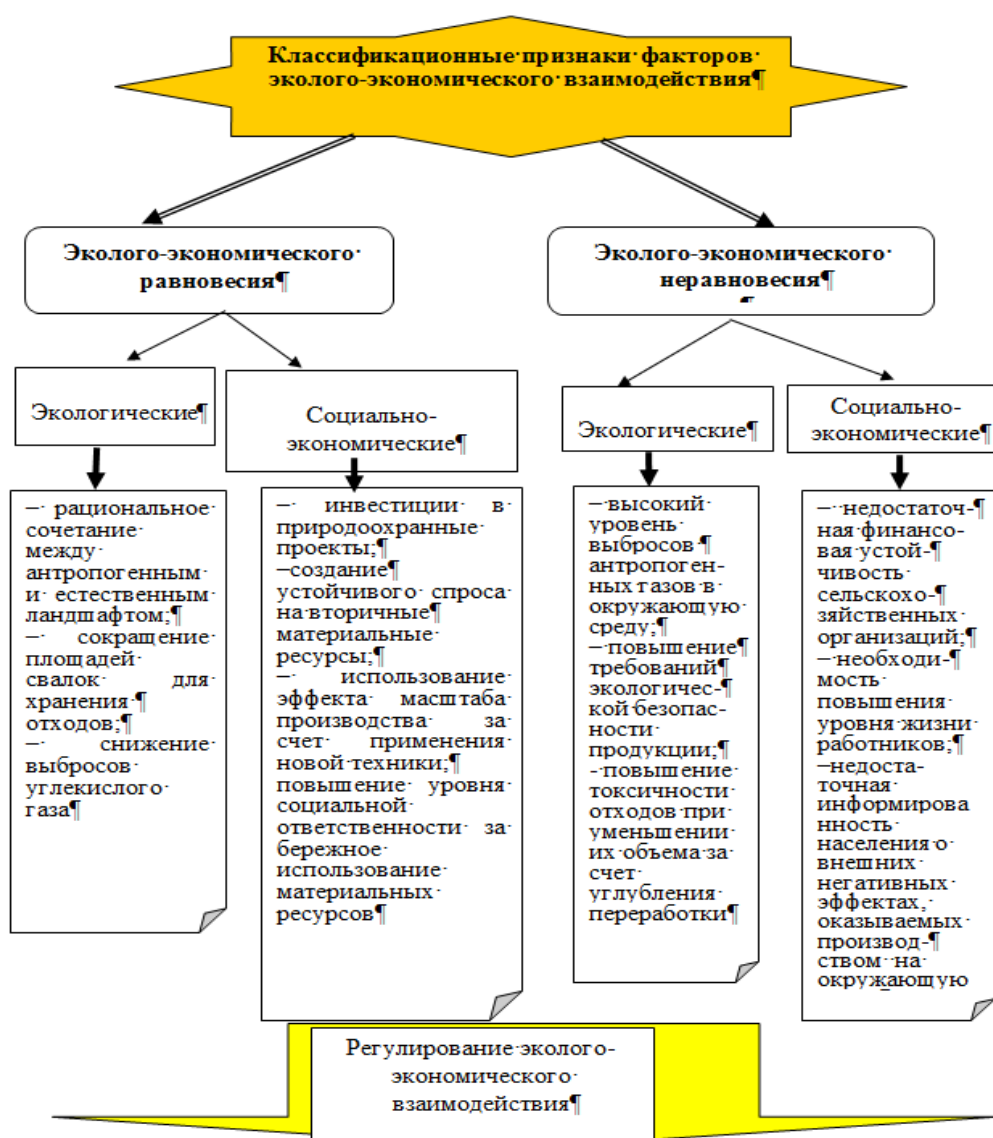 Классификационные признаки факторов
эколого-экономического взаимодействия¶
Эколого-экономического
равновесия¶
Эколого-экономического
неравновесия¶
¶
Экологические¶
Социально-
экономические¶
Экологические¶
Социально-
экономические¶
– рациональное
сочетание
между
антропогенным
и естественным
ландшафтом;¶
– сокращение
площадей
свалок для
хранения¶
отходов;¶
– снижение
выбросов
углекислого
газа¶
– инвестиции в
природоохранные
проекты;¶
–создание¶
устойчивого спроса
на вторичные¶
материальные
ресурсы;¶
– использование
эффекта масштаба
производства за
счет применения
новой техники;¶
повышение уровня
социальной
ответственности за
бережное
использование
материальных
ресурсов¶
– высокий
уровень
выбросов¶
антропоген-
ных газов в
окружающую
среду;¶
– повышение¶
требований¶
экологичес-¶
кой безопас-
ности
продукции;¶
- повышение
токсичности
отходов при
уменьшении
их объема за
счет
углубления
переработки¶
– недостаточ-¶
ная финансо-
вая устой-¶
чивость
сельскохо-¶
зяйственных
организаций;¶
– необходи-¶
мость
повышения
уровня жизни
работников;¶
–недоста-
точная
информирова
нность
населения о
внешних
негативных
эффектах,
оказываемых
производ-¶
ством на
окружающую
Регулирование эколого-
экономического
взаимодействия¶